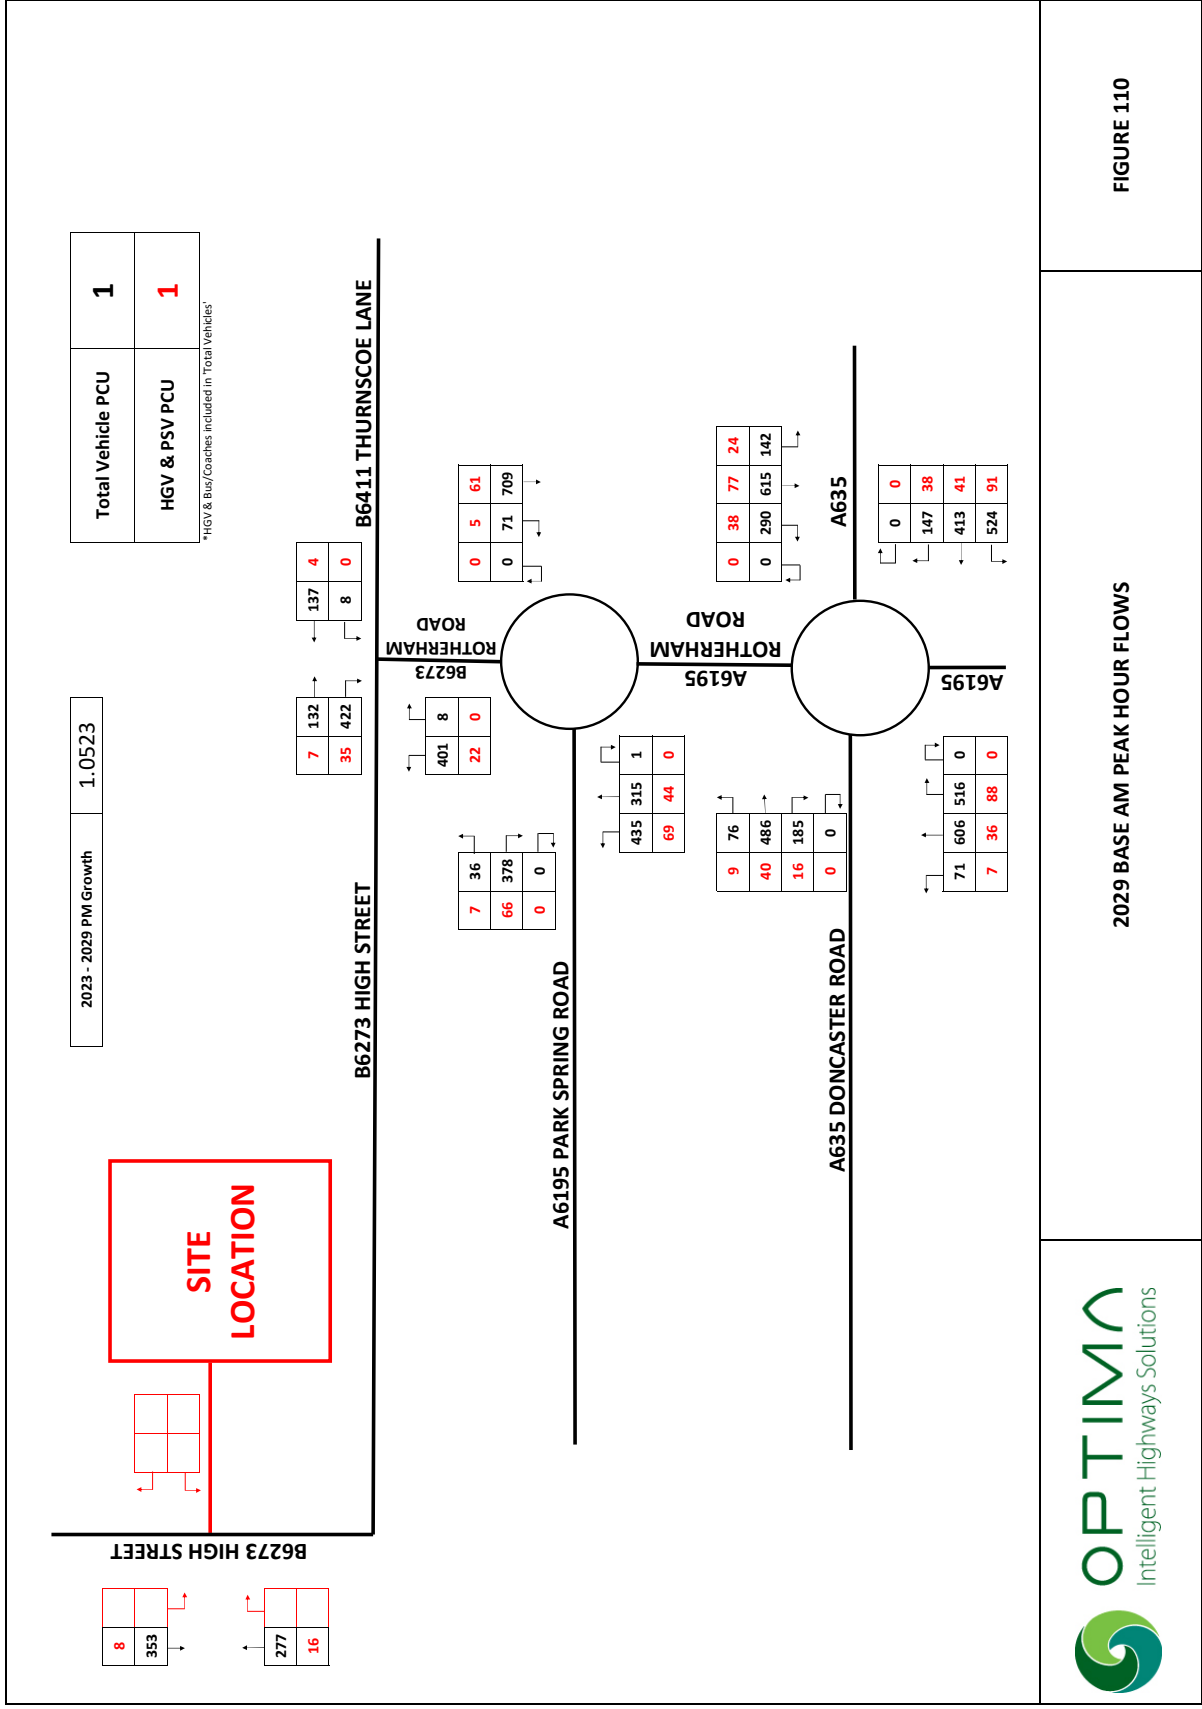 Total Vehicle PCU 1
HGV & PSV PCU 1
*HGV & Bus/Coaches included in 'Total Vehicles'
2023 - 2029 PM Growth 1.0523
SITE
LOCATION
B6273 HIGH STREET
8
353
277
16
B6273 HIGH STREET
B6411 THURNSCOE LANE
7 132
35 422
137 4
8 0
B6273
ROTHERHAM
ROAD
401 8
22 0
0 5 61
0 71 709
7 36
66 378
0 0
435 315 1
69 44 0
A6195 PARK SPRING ROAD
A6195
ROTHERHAM
ROAD
0 38 77 24
0 290 615 142
9 76
40 486
16 185
0 0
A635 DONCASTER ROAD
A635
0 0
147 38
413 41
524 91
A6195
71 606 516 0
7 36 88 0
OPTIMA
Intelligent Highways Solutions
2029 BASE AM PEAK HOUR FLOWS
FIGURE 110